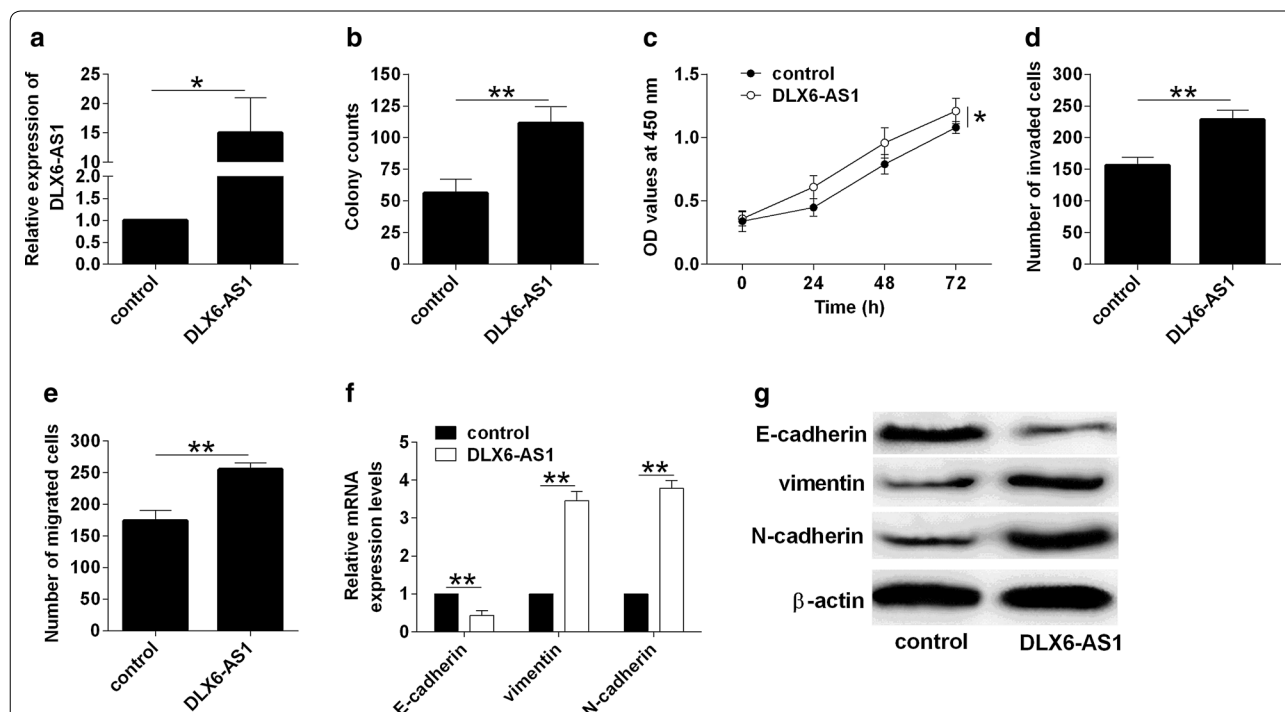 a
Relative expression of
DLX6-AS1
25
20
15
10
2.0
1.5
1.0
0.5
0.0
*
control
DLX6-AS1
b
Colony counts
150
125
100
75
50
25
0
**
control
DLX6-AS1
c
OD values at 450 nm
1.5
1.0
0.5
0.0
control
DLX6-AS1
*
0
24
48
72
Time (h)
d
Number of invaded cells
300
250
200
150
100
50
0
**
control
DLX6-AS1
e
Number of migrated cells
300
250
200
150
100
50
0
**
control
DLX6-AS1
f
Relative mRNA
expression levels
5
4
3
2
1
0
control
DLX6-AS1
**
**
**
E-cadherin
vimentin
N-cadherin
g
E-cadherin
vimentin
N-cadherin
β-actin
control
DLX6-AS1